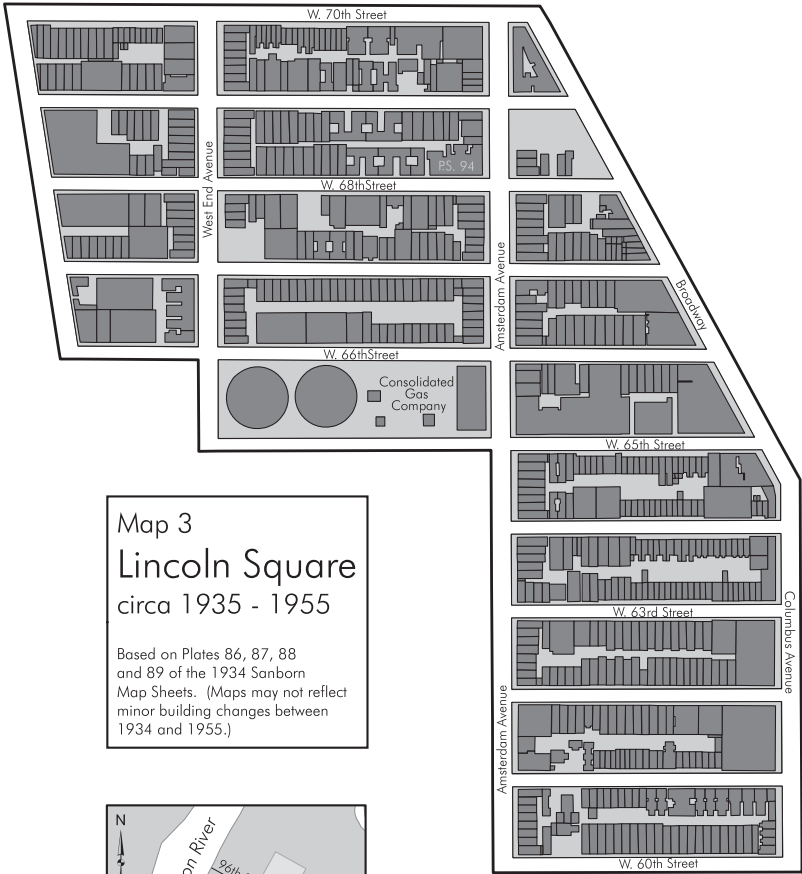 W. 70th Street
West End Avenue
P.S. 94
W. 68thStreet
Amsterdam Avenue
Broadway
W. 66thStreet
Consolidated
Gas
Company
W. 65th Street
Map 3
Lincoln Square
circa 1935 - 1955
Based on Plates 86, 87, 88
and 89 of the 1934 Sanborn
Map Sheets. (Maps may not reflect
minor building changes between
1934 and 1955.)
W. 63rd Street
Columbus Avenue
Amsterdam Avenue
W. 60th Street
N
on River
96th